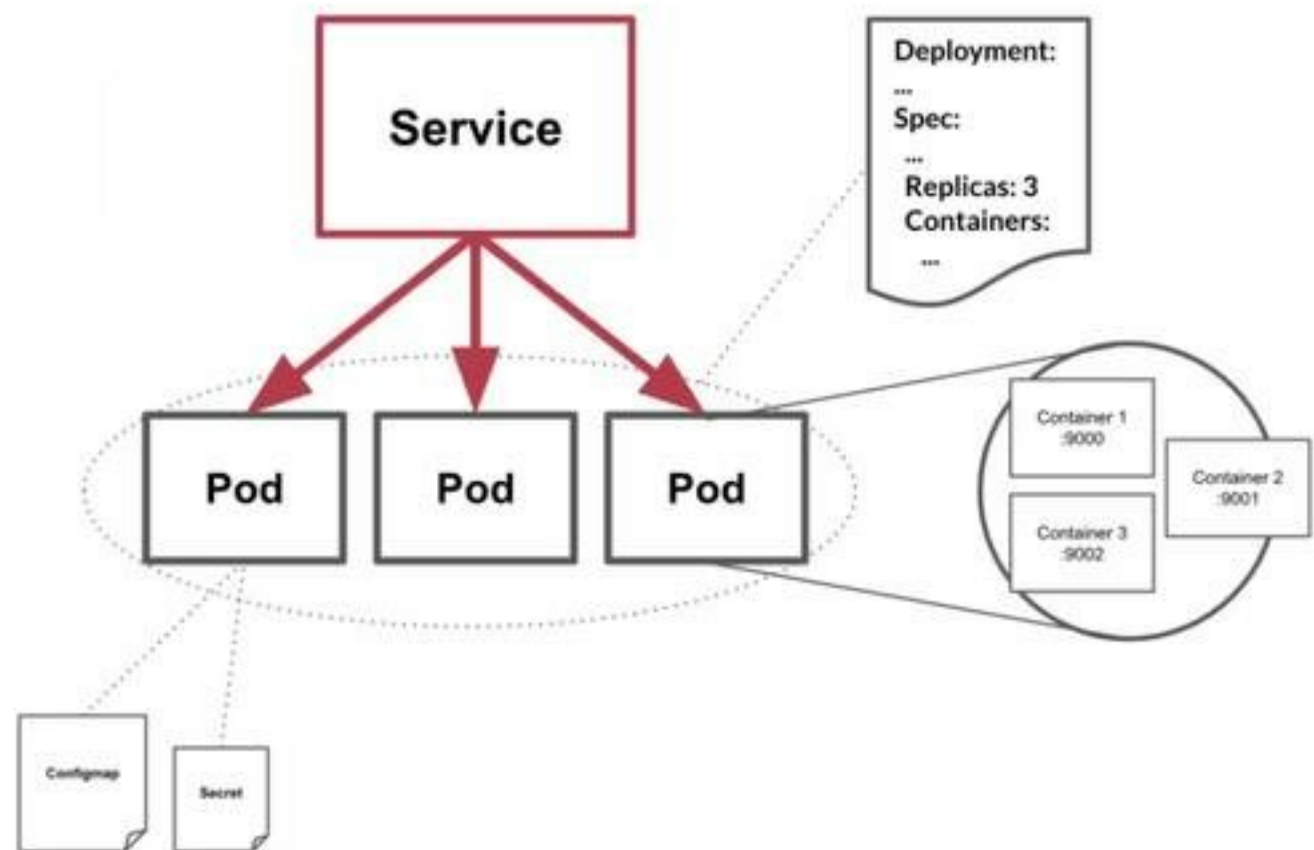 Service
Deployment:
...
Spec:
...
Replicas: 3
Containers:
...
Pod
Pod
Pod
Container 1
:9000
Container 2
:9001
Container 3
:9002
Configmap
Secret